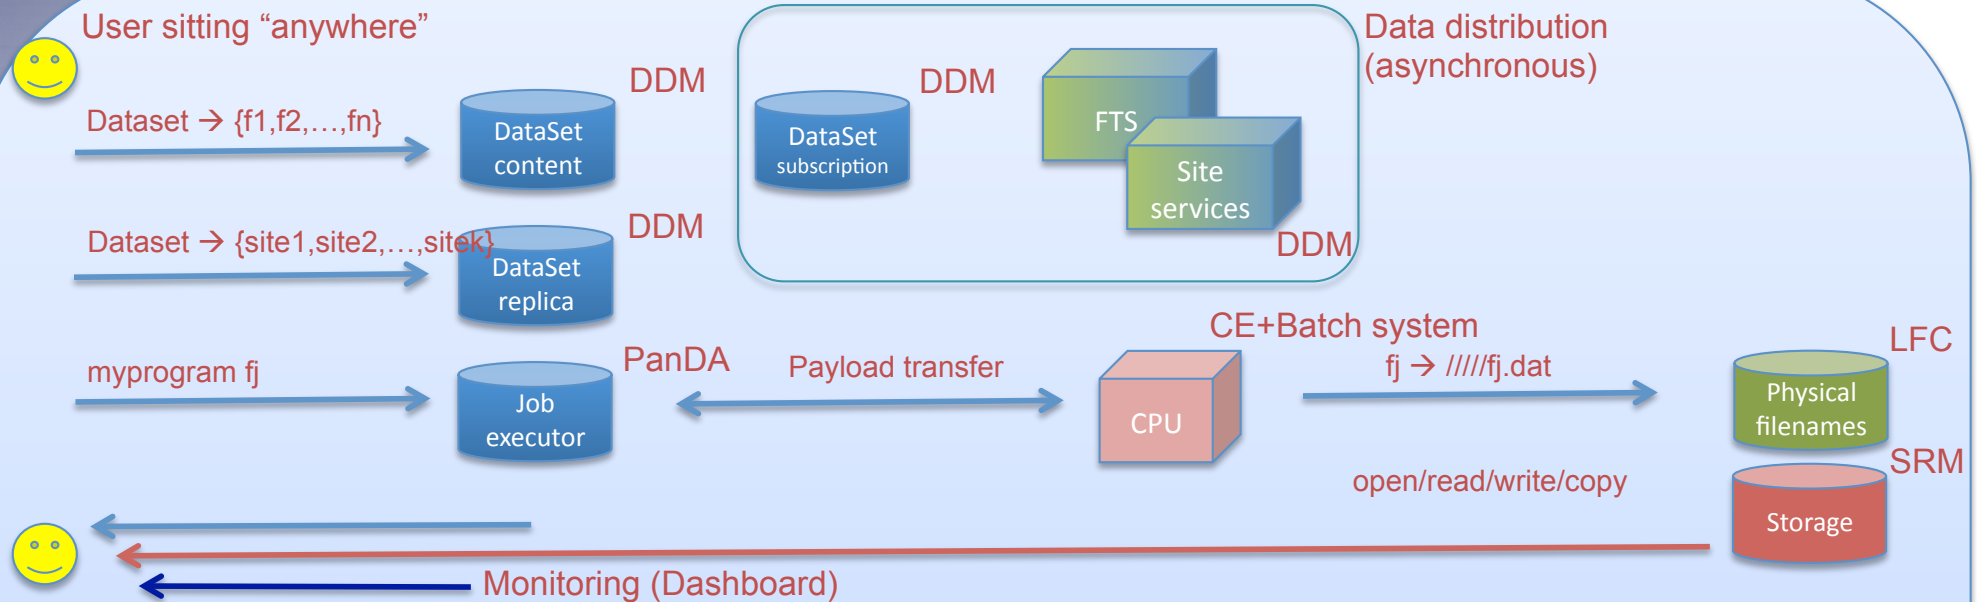 User sitting “anywhere”
Data distribution
(asynchronous)
DDM
DDM
Dataset → {f1,f2,…,fn}
DataSet
content
DataSet
subscription
FTS
Site
services
DDM
DDM
Dataset → {site1,site2,…,sitek}
DataSet
replica
CE+Batch system
LFC
myprogram fj
PanDA
Payload transfer
fj → /////fj.dat
Job
executor
CPU
Physical
filenames
SRM
open/read/write/copy
Storage
Monitoring (Dashboard)